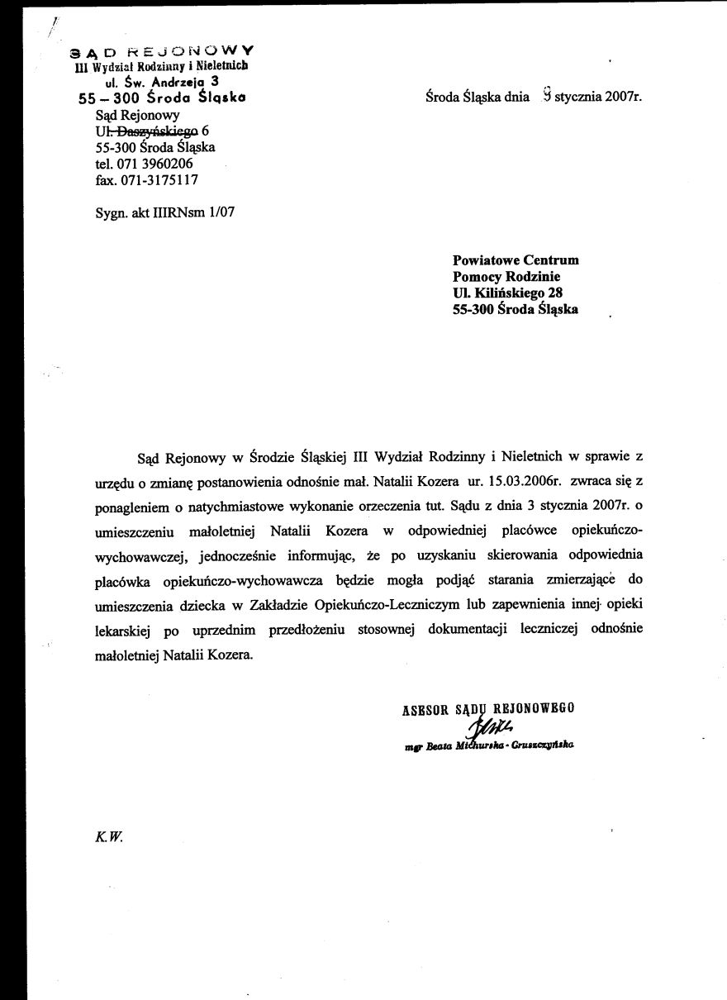 SĄD REJONOWY
III Wydział Rodzinny i Nieletnich
ul. Św. Andrzeja 3
55 – 300 Środa Śląska
Sąd Rejonowy
Ul. Daszyńskiego 6
55-300 Środa Śląska
tel. 071 3960206
fax. 071-3175117
Środa Śląska dnia 9 stycznia 2007r.
Sygn. akt IIIRNsm 1/07
Powiatowe Centrum
Pomocy Rodzinie
Ul. Kilińskiego 28
55-300 Środa Śląska
Sąd Rejonowy w Środzie Śląskiej III Wydział Rodzinny i Nieletnich w sprawie z
urzędu o zmianę postanowienia odnośnie mał. Natalii Kozera ur. 15.03.2006r. zwraca się z
ponagleniem o natychmiastowe wykonanie orzeczenia tut. Sądu z dnia 3 stycznia 2007r. o
umieszczeniu małoletniej Natalii Kozera w odpowiedniej placówce opiekuńczo-
wychowawczej, jednocześnie informując, że po uzyskaniu skierowania odpowiednia
placówka opiekuńczo-wychowawcza będzie mogła podjąć starania zmierzające do
umieszczenia dziecka w Zakładzie Opiekuńczo-Leczniczym lub zapewnienia innej opieki
lekarskiej po uprzednim przedłożeniu stosownej dokumentacji leczniczej odnośnie
małoletniej Natalii Kozera.
ASESOR SĄDU REJONOWEGO
mgr Beata Michurska - Gruszczyńska
K.W.